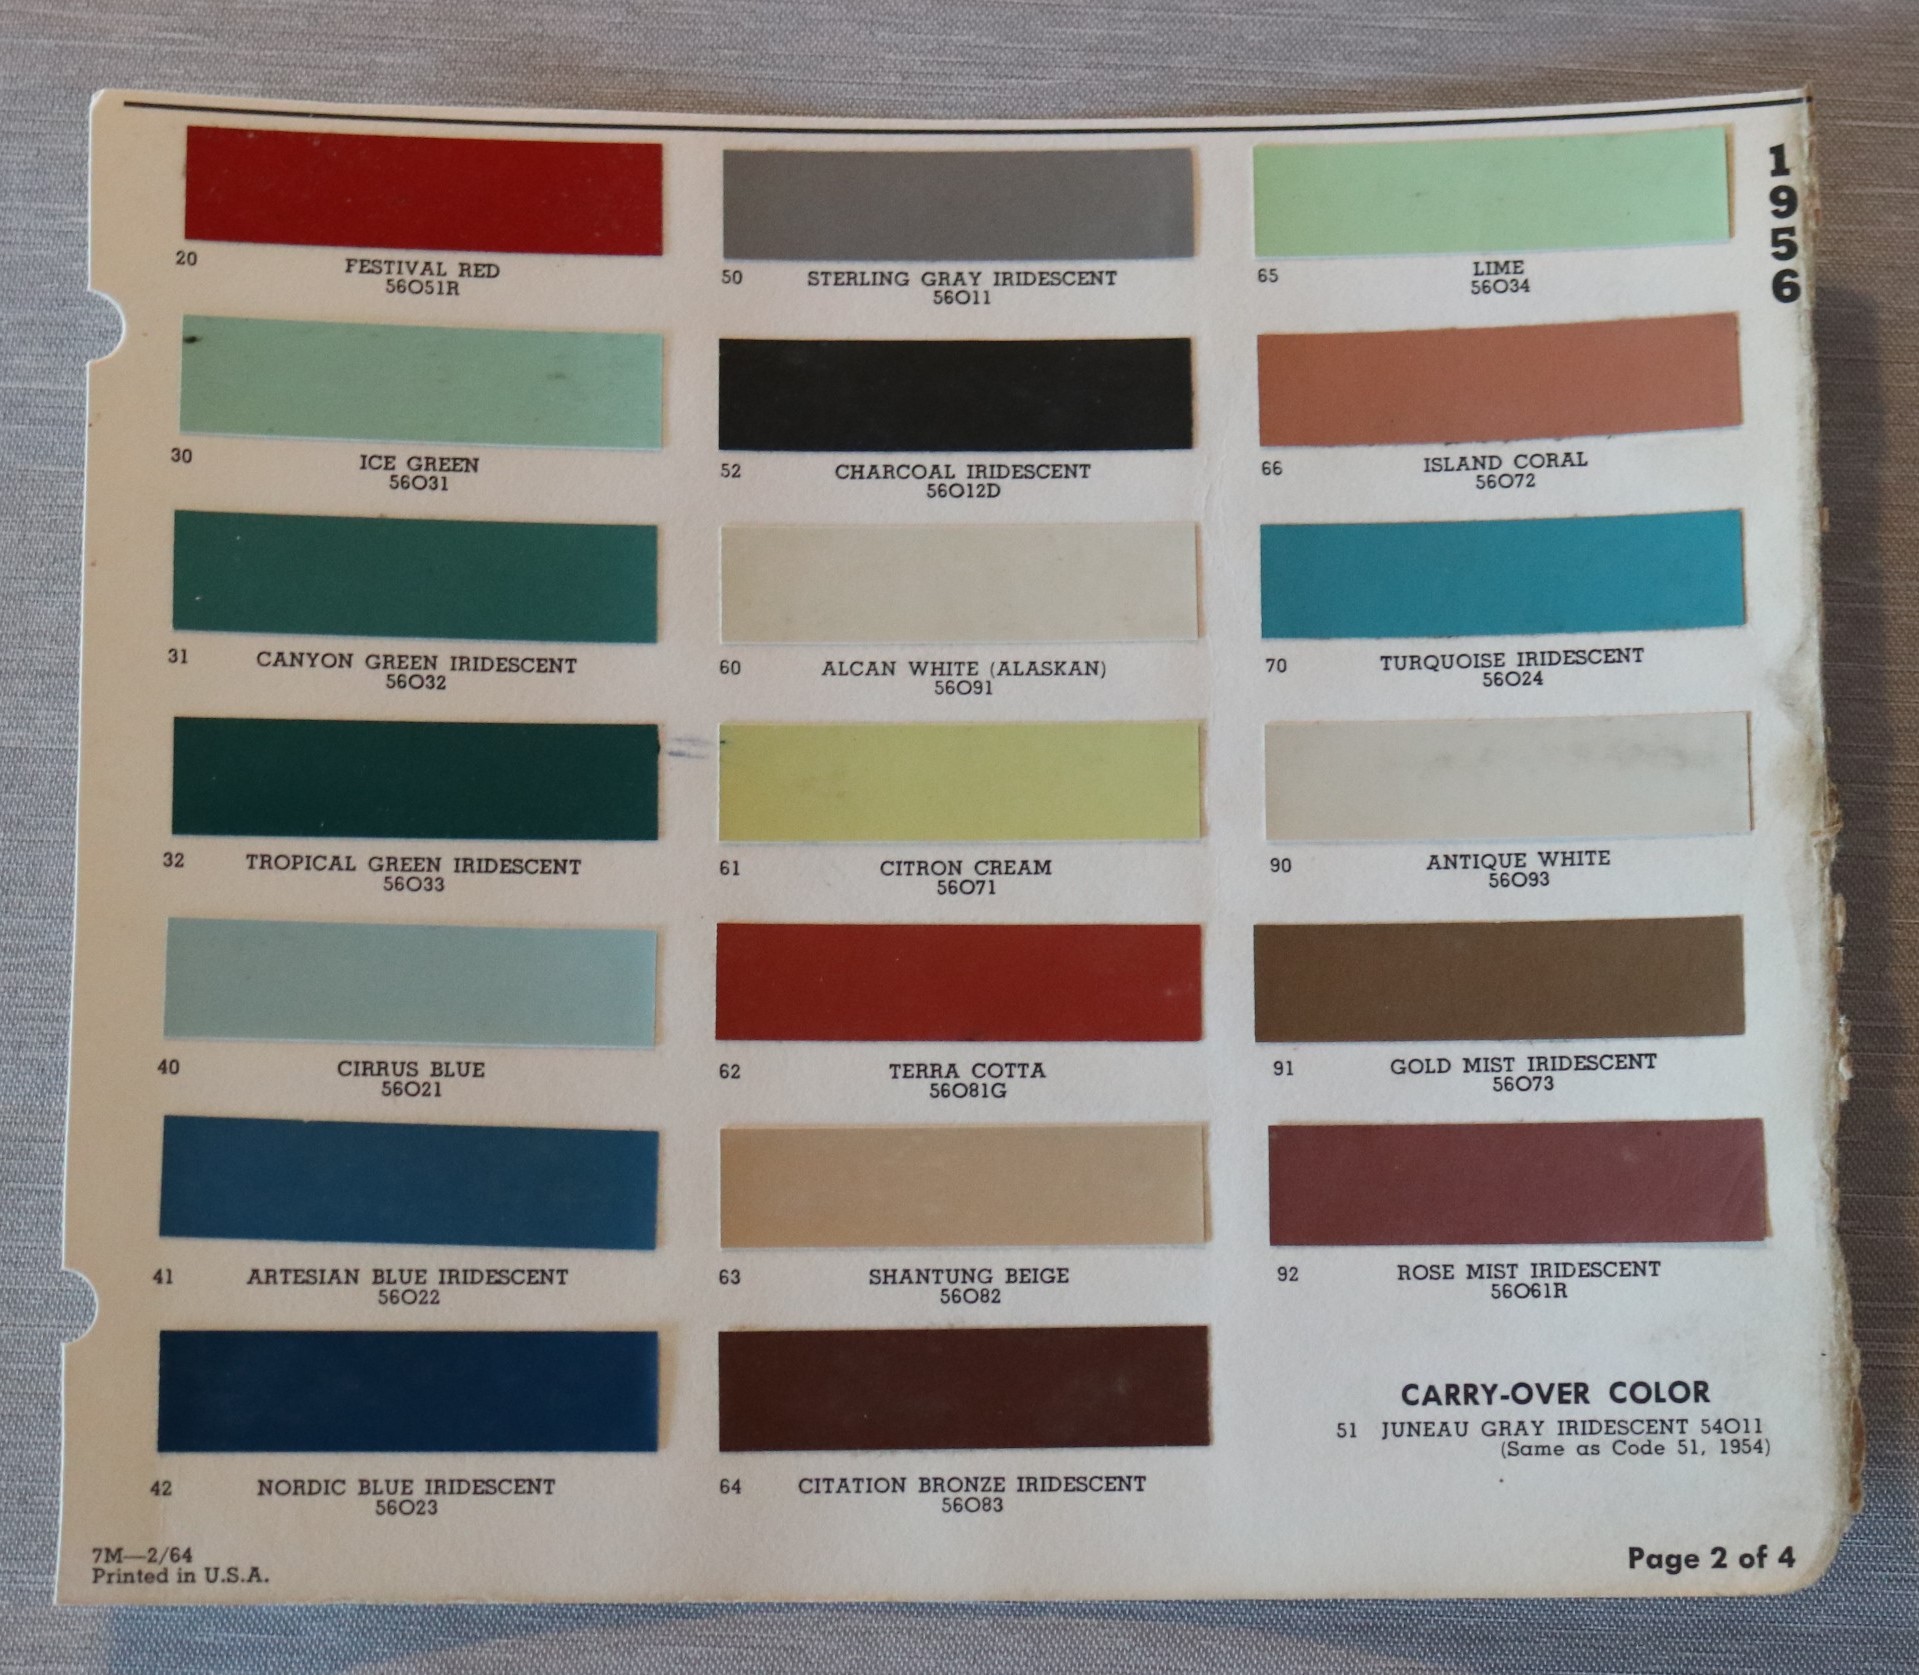 1956
20 FESTIVAL RED
56O51R
30 ICE GREEN
56O31
31 CANYON GREEN IRIDESCENT
56O32
32 TROPICAL GREEN IRIDESCENT
56O33
40 CIRRUS BLUE
56O21
41 ARTESIAN BLUE IRIDESCENT
56O22
42 NORDIC BLUE IRIDESCENT
56O23
50 STERLING GRAY IRIDESCENT
56O11
52 CHARCOAL IRIDESCENT
56O12D
60 ALCAN WHITE (ALASKAN)
56O91
61 CITRON CREAM
56O71
62 TERRA COTTA
56O81G
63 SHANTUNG BEIGE
56O82
64 CITATION BRONZE IRIDESCENT
56O83
65 LIME
56O34
66 ISLAND CORAL
56O72
70 TURQUOISE IRIDESCENT
56O24
90 ANTIQUE WHITE
56O93
91 GOLD MIST IRIDESCENT
56O73
92 ROSE MIST IRIDESCENT
56O61R
CARRY-OVER COLOR
51 JUNEAU GRAY IRIDESCENT 54O11
(Same as Code 51, 1954)
7M—2/64
Printed in U.S.A.
Page 2 of 4